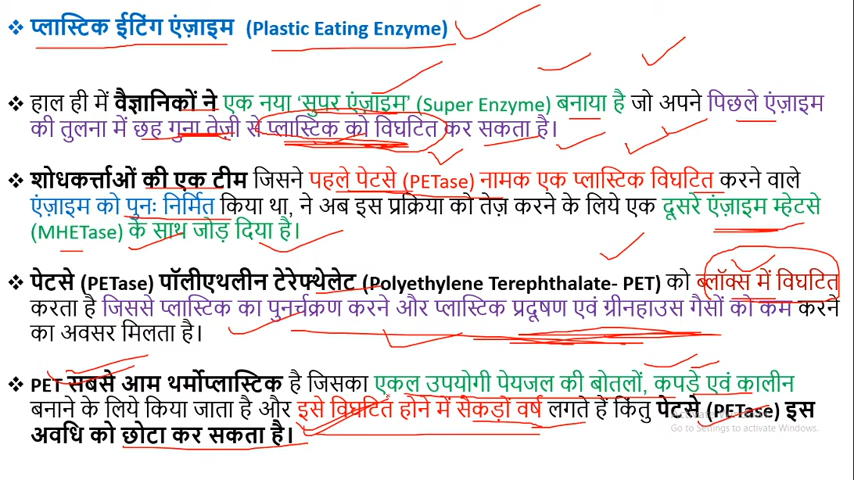 ❖ प्लास्टिक ईटिंग एंज़ाइम (Plastic Eating Enzyme)
❖ हाल ही में वैज्ञानिकों ने एक नया ‘सुपर एंज़ाइम’ (Super Enzyme) बनाया है जो अपने पिछले एंज़ाइम
की तुलना में छह गुना तेज़ी से प्लास्टिक को विघटित कर सकता है।
❖ शोधकर्त्ताओं की एक टीम जिसने पहले पेटसे (PETase) नामक एक प्लास्टिक विघटित करने वाले
एंज़ाइम को पुनः निर्मित किया था, ने अब इस प्रक्रिया को तेज़ करने के लिये एक दूसरे एंज़ाइम म्हेटसे
(MHETase) के साथ जोड़ दिया है।
❖ पेटसे (PETase) पॉलीएथलीन टेरेफ्थेलेट (Polyethylene Terephthalate- PET) को ब्लॉक्स में विघटित
करता है जिससे प्लास्टिक का पुनर्चक्रण करने और प्लास्टिक प्रदूषण एवं ग्रीनहाउस गैसों को कम करने
का अवसर मिलता है।
❖ PET सबसे आम थर्मोप्लास्टिक है जिसका एकल उपयोगी पेयजल की बोतलों, कपड़े एवं कालीन
बनाने के लिये किया जाता है और इसे विघटित होने में सैकड़ों वर्ष लगते हैं किंतु पेटसे (PETase) इस
अवधि को छोटा कर सकता है।
Go to Settings to activate Windows.